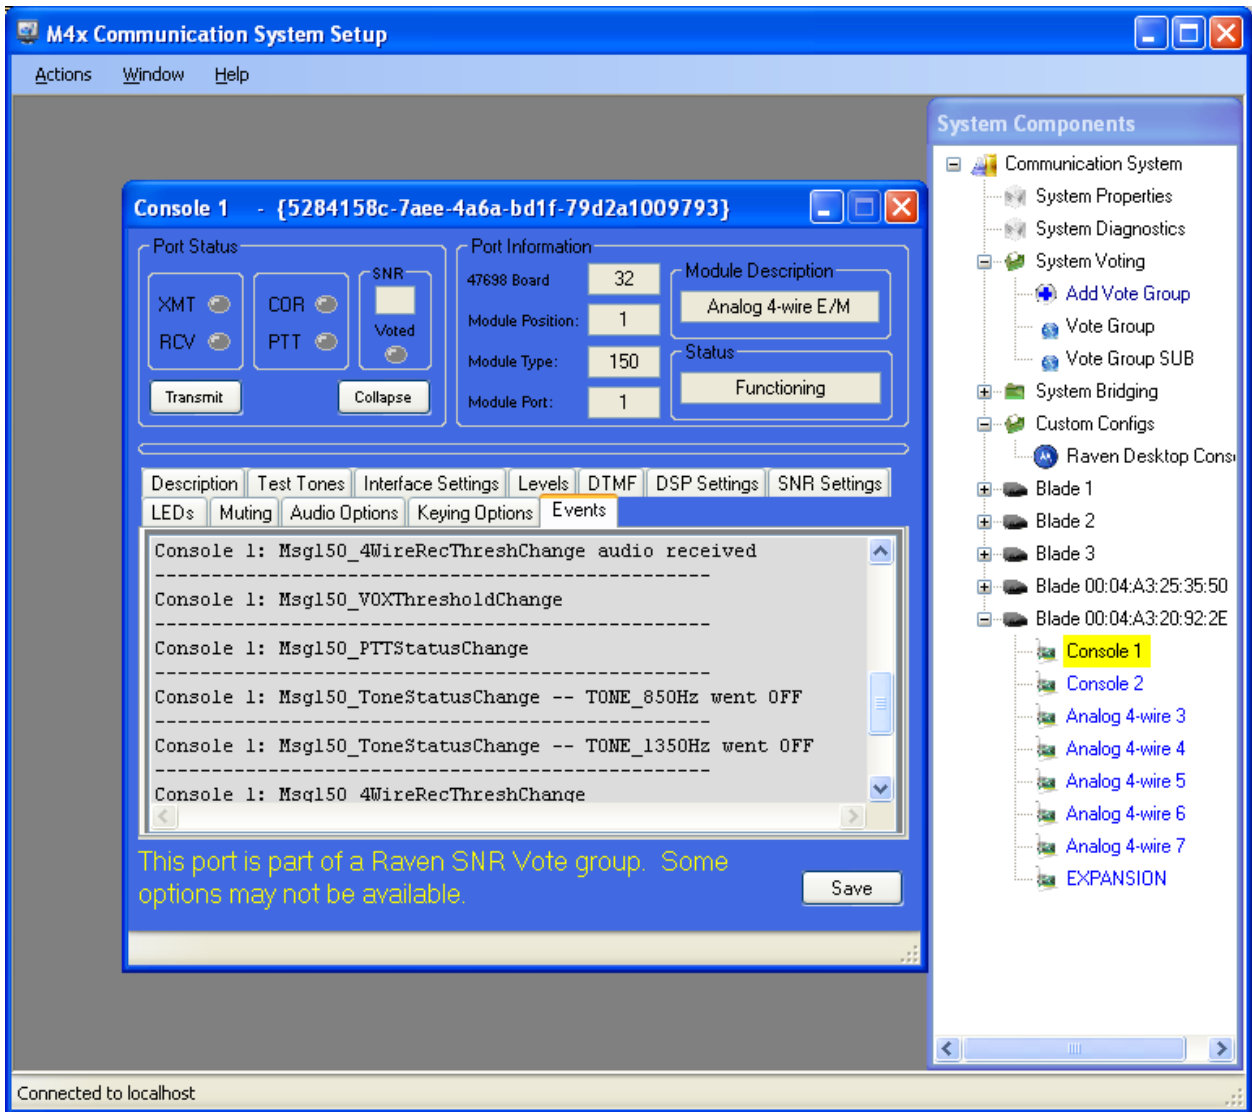 M4x Communication System Setup
Actions Window Help
System Components
Communication System
System Properties
System Diagnostics
System Voting
Add Vote Group
Vote Group
Vote Group SUB
System Bridging
Custom Configs
Raven Desktop Cons
Blade 1
Blade 2
Blade 3
Blade 00:04:A3:25:35:50
Blade 00:04:A3:20:92:2E
Console 1
Console 2
Analog 4-wire 3
Analog 4-wire 4
Analog 4-wire 5
Analog 4-wire 6
Analog 4-wire 7
EXPANSION
Console 1 - {5284158c-7aee-4a6a-bd1f-79d2a1009793}
Port Status
XMT
RCV
COR
PTT
SNR
Voted
Transmit
Collapse
Port Information
47698 Board 32
Module Position: 1
Module Type: 150
Module Port: 1
Module Description
Analog 4-wire E/M
Status
Functioning
Description Test Tones Interface Settings Levels DTMF DSP Settings SNR Settings
LEDs Muting Audio Options Keying Options Events
Console 1: Msg150_4WireRecThreshChange audio received
-------------------------------------------------
Console 1: Msg150_VOXThresholdChange
-------------------------------------------------
Console 1: Msg150_PTTStatusChange
-------------------------------------------------
Console 1: Msg150_ToneStatusChange -- TONE_850Hz went OFF
-------------------------------------------------
Console 1: Msg150_ToneStatusChange -- TONE_1350Hz went OFF
-------------------------------------------------
Console 1: Msg150_4WireRecThreshChange
This port is part of a Raven SNR Vote group. Some
options may not be available.
Save
Connected to localhost